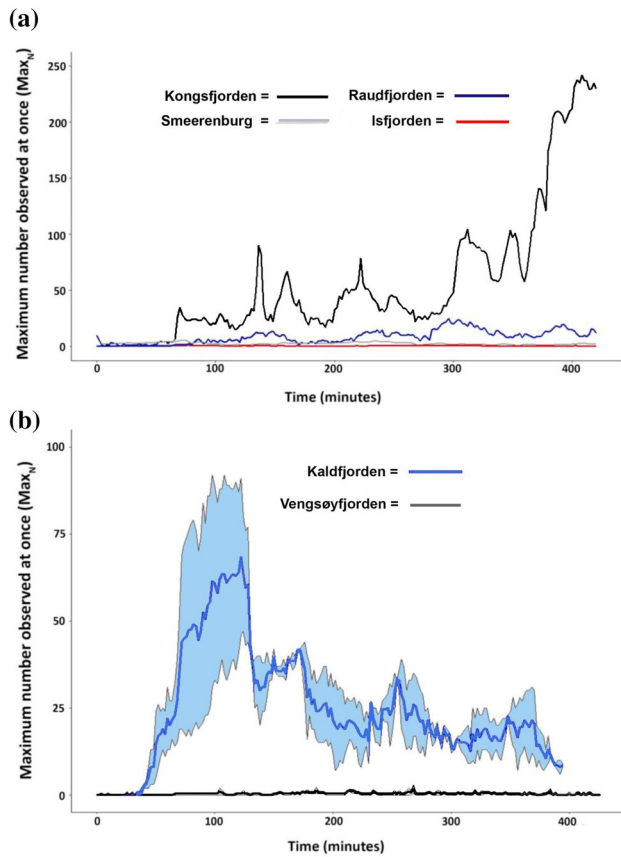 (a)
Maximum number observed at once (MaxN)
250
200
150
100
50
0
Kongsfjorden =
Raudfjorden =
Smeerenburg =
Isfjorden =
0 100 200 300 400
Time (minutes)
(b)
Maximum number observed at once (MaxN)
100
75
50
25
0
Kaldfjorden =
Vengsøyfjorden =
0 100 200 300 400
Time (minutes)